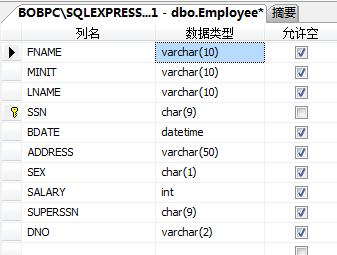 BOBPC\SQLEXPRESS...1 - dbo.Employee* 摘要
列名 数据类型 允许空
FNAME varchar(10)
MINIT varchar(10)
LNAME varchar(10)
SSN char(9)
BDATE datetime
ADDRESS varchar(50)
SEX char(1)
SALARY int
SUPERSSN char(9)
DNO varchar(2)